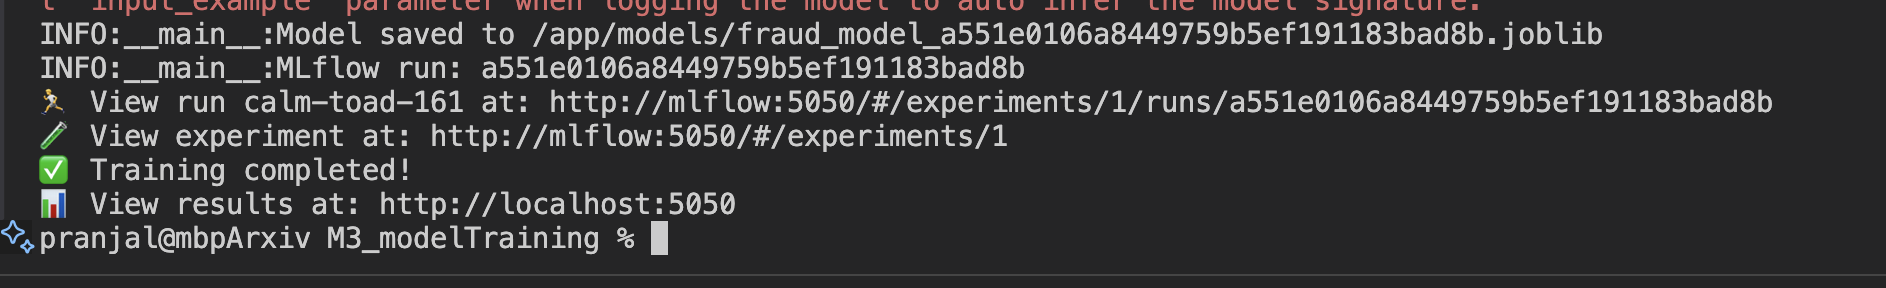 `input_example` parameter when logging the model to auto infer the model signature.
INFO:__main__:Model saved to /app/models/fraud_model_a551e0106a8449759b5ef191183bad8b.joblib
INFO:__main__:MLflow run: a551e0106a8449759b5ef191183bad8b
🏃 View run calm-toad-161 at: http://mlflow:5050/#/experiments/1/runs/a551e0106a8449759b5ef191183bad8b
🧪 View experiment at: http://mlflow:5050/#/experiments/1
✅ Training completed!
📊 View results at: http://localhost:5050
pranjal@mbpArxiv M3_modelTraining %